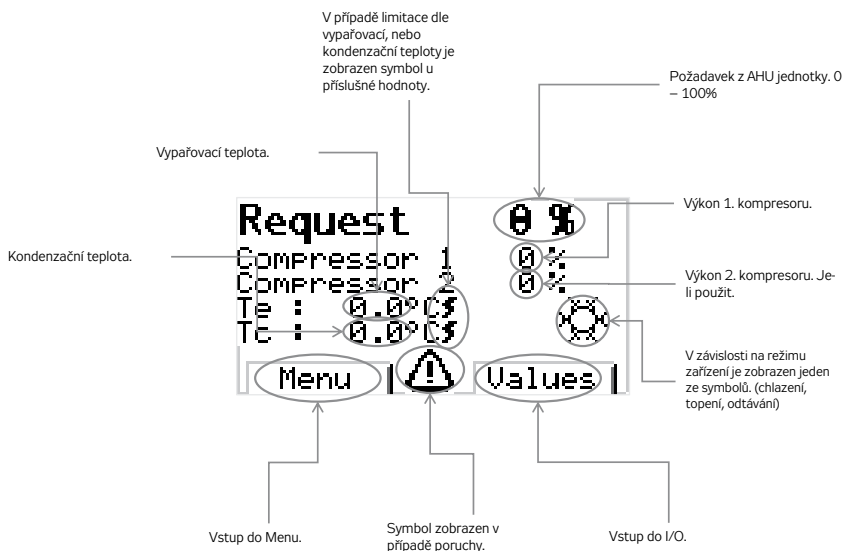 V případě limitace dle
vypařovací, nebo
kondenzační teploty je
zobrazen symbol u
příslušné hodnoty.
Požadavek z AHU jednotky. 0
– 100%
Vypařovací teplota.
Výkon 1. kompresoru.
Kondenzační teplota.
Výkon 2. kompresoru. Je-
li použit.
Request 0 %
Compressor 1 0 %
Compressor 2 0 %
Te : 0.0°C
Tc : 0.0°C
V závislosti na režimu
zařízení je zobrazen jeden
ze symbolů. (chlazení,
topení, odtávání)
Menu Values
Vstup do Menu.
Symbol zobrazen v
případě poruchy.
Vstup do I/O.